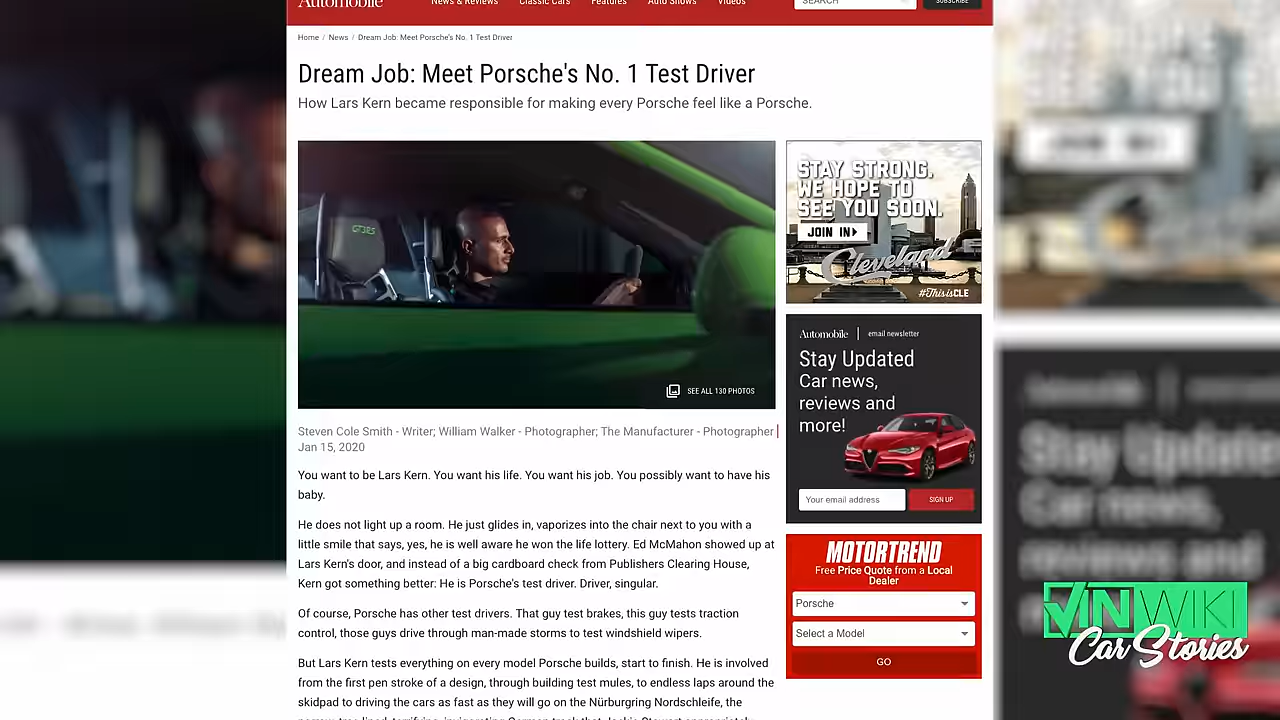 Automobile
News & Reviews
Classic Cars
Features
Auto Shows
Videos
SEARCH
SUBSCRIBE
Home / News / Dream Job: Meet Porsche's No. 1 Test Driver
Dream Job: Meet Porsche's No. 1 Test Driver
How Lars Kern became responsible for making every Porsche feel like a Porsche.
GT3RS
SEE ALL 130 PHOTOS
Steven Cole Smith - Writer; William Walker - Photographer; The Manufacturer - Photographer |
Jan 15, 2020
You want to be Lars Kern. You want his life. You want his job. You possibly want to have his
baby.
He does not light up a room. He just glides in, vaporizes into the chair next to you with a
little smile that says, yes, he is well aware he won the life lottery. Ed McMahon showed up at
Lars Kern's door, and instead of a big cardboard check from Publishers Clearing House,
Kern got something better: He is Porsche's test driver. Driver, singular.
Of course, Porsche has other test drivers. That guy test brakes, this guy tests traction
control, those guys drive through man-made storms to test windshield wipers.
But Lars Kern tests everything on every model Porsche builds, start to finish. He is involved
from the first pen stroke of a design, through building test mules, to endless laps around the
skidpad to driving the cars as fast as they will go on the Nürburgring Nordschleife, the
STAY STRONG.
WE HOPE TO
SEE YOU SOON.
JOIN IN
Cleveland
#ThisisCLE
Automobile | email newsletter
Stay Updated
Car news,
reviews and
more!
Your email address
SIGN UP
MOTORTREND
Free Price Quote from a Local
Dealer
Porsche
Select a Model
GO
VINWIKI
Car Stories